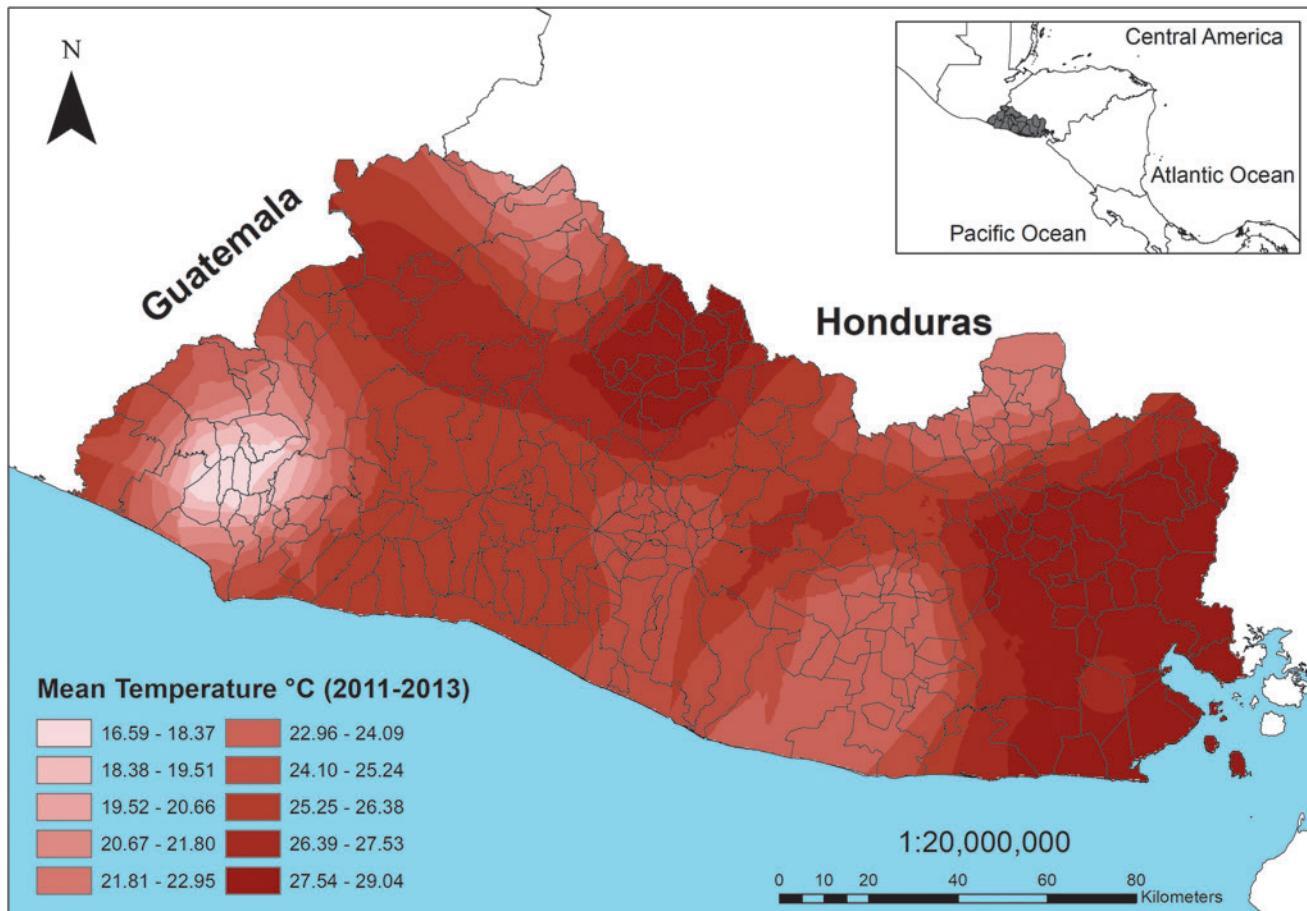 N
Central America
Atlantic Ocean
Pacific Ocean
Guatemala
Honduras
Mean Temperature °C (2011-2013)
16.59 - 18.37
18.38 - 19.51
19.52 - 20.66
20.67 - 21.80
21.81 - 22.95
22.96 - 24.09
24.10 - 25.24
25.25 - 26.38
26.39 - 27.53
27.54 - 29.04
1:20,000,000
0 10 20 40 60 80
Kilometers